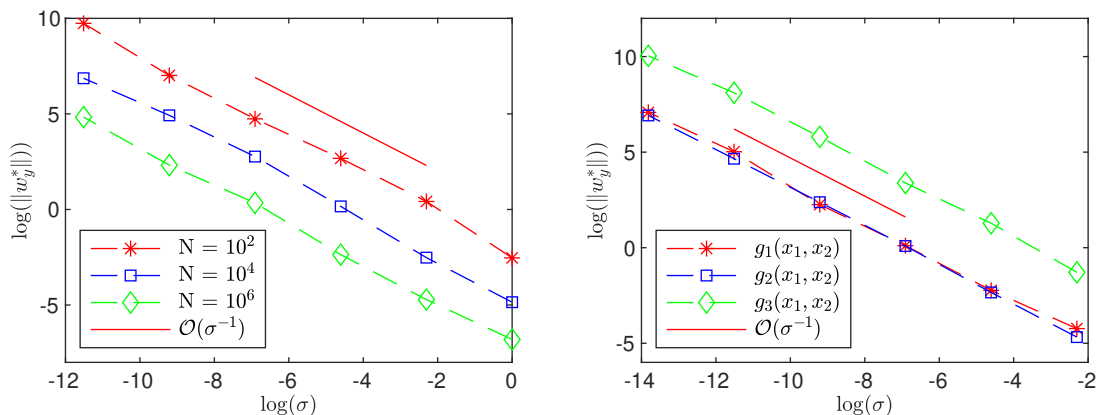 10
5
0
-5
log(||w_y^*||))
N = 10^2
N = 10^4
N = 10^6
O(σ^{-1})
-12 -10 -8 -6 -4 -2 0
log(σ)
10
5
0
-5
log(||w_y^*||))
g_1(x_1, x_2)
g_2(x_1, x_2)
g_3(x_1, x_2)
O(σ^{-1})
-14 -12 -10 -8 -6 -4 -2
log(σ)